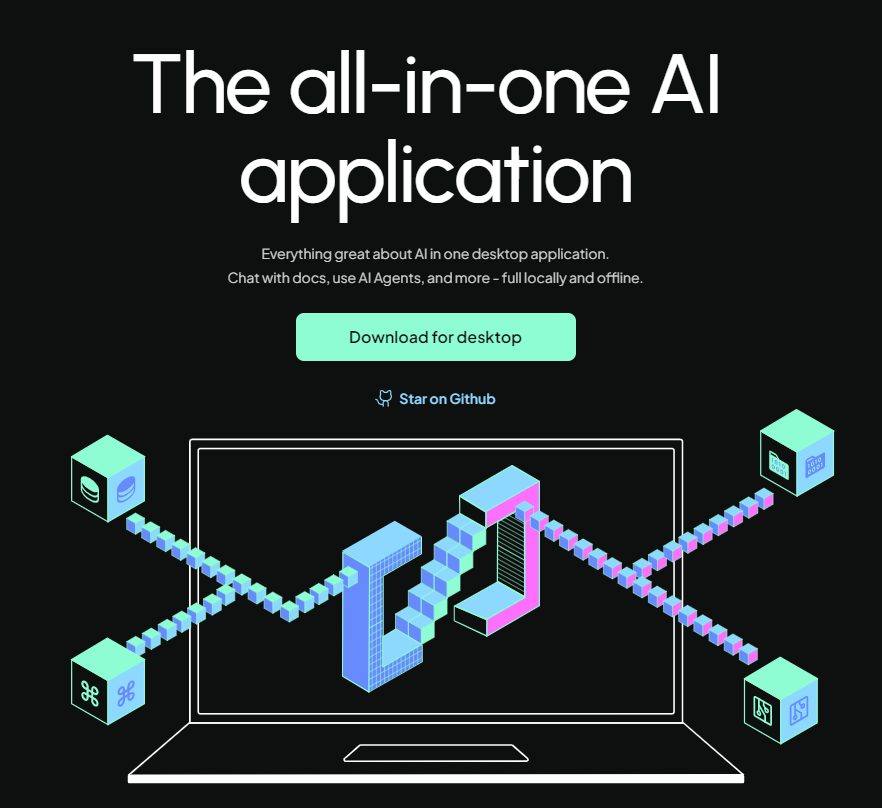 The all-in-one AI
application
Everything great about AI in one desktop application.
Chat with docs, use AI Agents, and more - full locally and offline.
Download for desktop
Star on Github